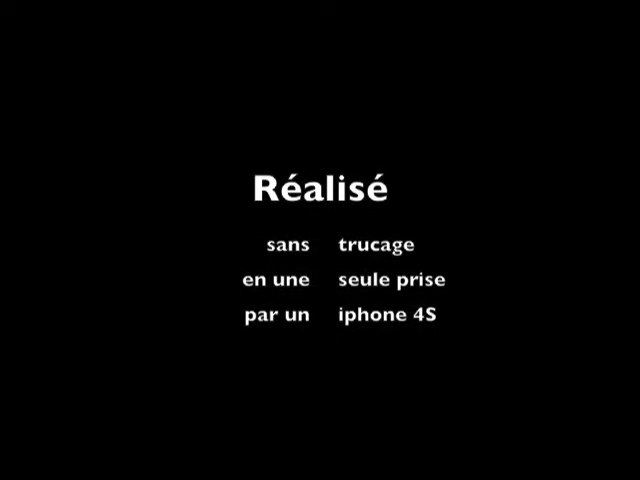 Réalisé
sans trucage
en une seule prise
par un iphone 4S